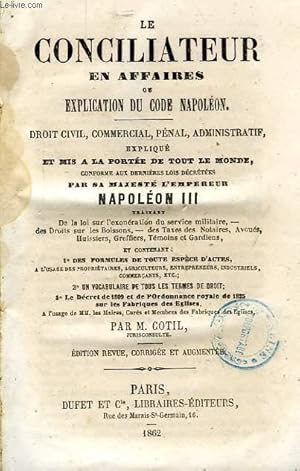 LE
CONCILIATEUR
EN AFFAIRES
OU
EXPLICATION DU CODE NAPOLÉON.
DROIT CIVIL, COMMERCIAL, PÉNAL, ADMINISTRATIF,
EXPLIQUÉ
ET MIS A LA PORTÉE DE TOUT LE MONDE,
CONFORME AUX DERNIÈRES LOIS DÉCRÉTÉES
PAR SA MAJESTÉ L'EMPEREUR
NAPOLÉON III
TRAITANT
De la loi sur l'exonération du service militaire, —
des Droits sur les Boissons, — des Taxes des Notaires, Avoués,
Huissiers, Greffiers, Témoins et Gardiens,
ET CONTENANT :
1° DES FORMULES DE TOUTE ESPÈCE D'ACTES,
A L'USAGE DES PROPRIÉTAIRES, AGRICULTEURS, ENTREPRENEURS, INDUSTRIELS,
COMMERÇANTS, ETC.;
2° UN VOCABULAIRE DE TOUS LES TERMES DE DROIT;
3° Le Décret de 1809 et de l'Ordonnance royale de 1825
sur les Fabriques des Eglises,
A l'usage de MM. les Maires, Curés et Membres des Fabriques des Eglises,
PAR M. COTIL,
JURISCONSULTE.
ÉDITION REVUE, CORRIGÉE ET AUGMENTÉE.
PARIS,
DUFET ET Cie, LIBRAIRES-ÉDITEURS,
Rue des Marais-St-Germain, 16.
1862